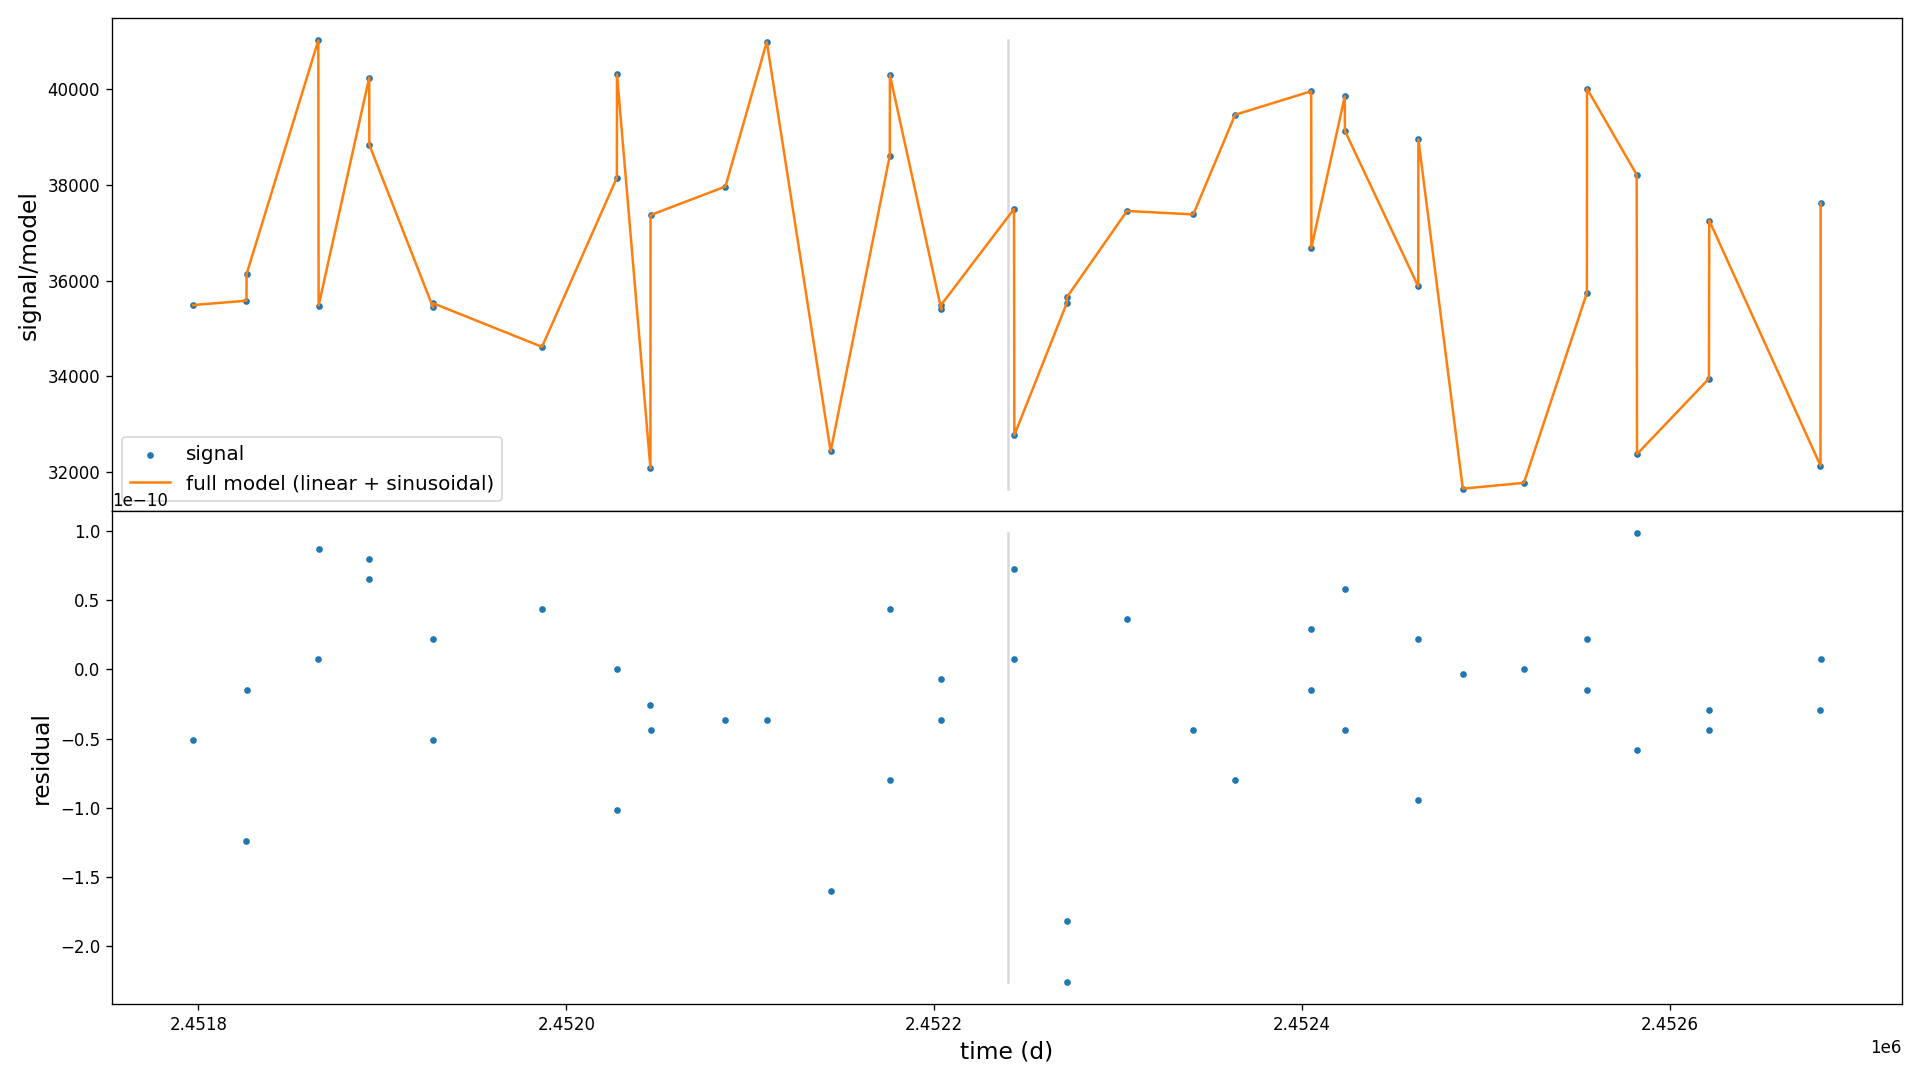 signal/model
40000
38000
36000
34000
32000
signal
full model (linear + sinusoidal)
1e−10
residual
1.0
0.5
0.0
−0.5
−1.0
−1.5
−2.0
2.4518
2.4520
2.4522
2.4524
2.4526
time (d)
1e6